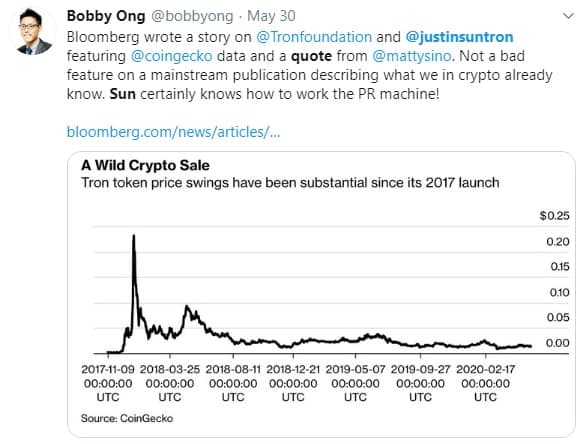 Bobby Ong @bobbyong · May 30
Bloomberg wrote a story on @Tronfoundation and @justinsuntron
featuring @coingecko data and a quote from @mattysino. Not a bad
feature on a mainstream publication describing what we in crypto already
know. Sun certainly knows how to work the PR machine!
bloomberg.com/news/articles/...
A Wild Crypto Sale
Tron token price swings have been substantial since its 2017 launch
$0.25
0.20
0.15
0.10
0.05
0.00
2017-11-09 2018-03-25 2018-08-11 2018-12-21 2019-05-07 2019-09-27 2020-02-17
00:00:00 00:00:00 00:00:00 00:00:00 00:00:00 00:00:00 00:00:00
UTC UTC UTC UTC UTC UTC UTC
Source: CoinGecko